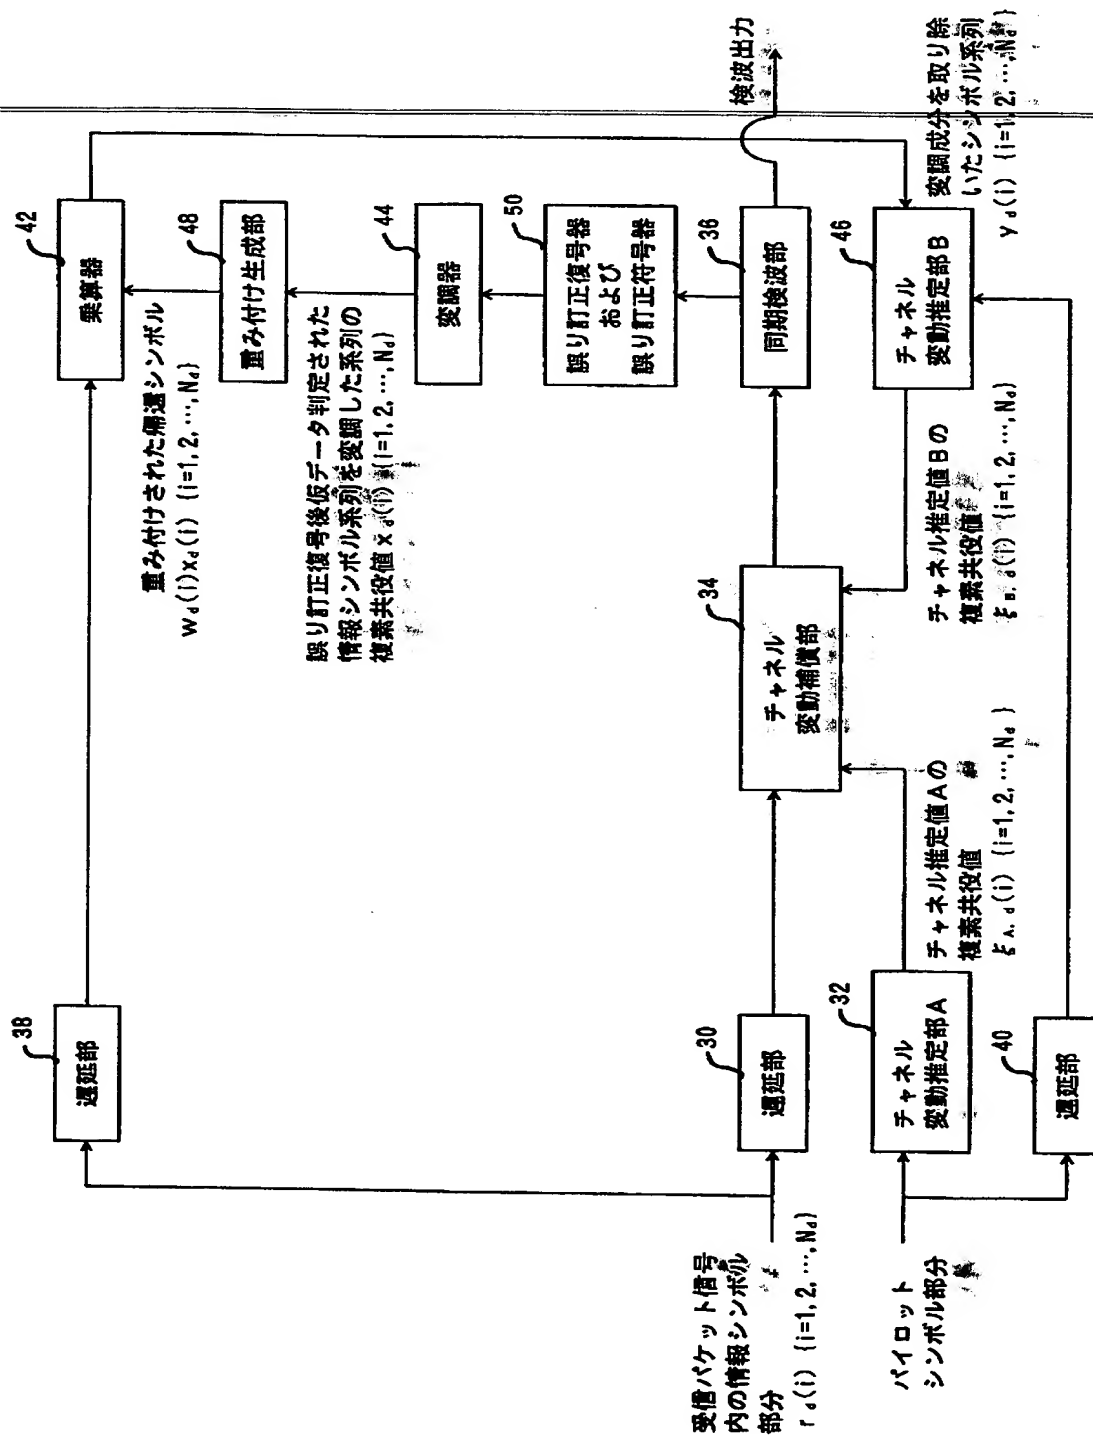 受信パケット信号
内の情報シンボル
部分
r_d(i) {i=1,2,…,N_d}
パイロット
シンボル部分
38
遅延部
30
遅延部
32
チャネル
変動推定部A
40
遅延部
チャネル推定値Aの
複素共役値
ξ_A,d(i) {i=1,2,…,N_d}
34
チャネル
変動補償部
チャネル推定値Bの
複素共役値
ξ_B,d(i) {i=1,2,…,N_d}
重み付けされた帰還シンボル
w_d(i)x_d(i) {i=1,2,…,N_d}
誤り訂正復号後仮データ判定された
情報シンボル系列を変調した系列の
複素共役値x_d(i) {i=1,2,…,N_d}
42
乗算器
48
重み付け生成部
44
変調器
50
誤り訂正復号器
および
誤り訂正符号器
36
同期検波部
46
チャネル
変動推定部B
検波出力
変調成分を取り除
いたシンボル系列
y_d(i) {i=1,2,…,N_d}